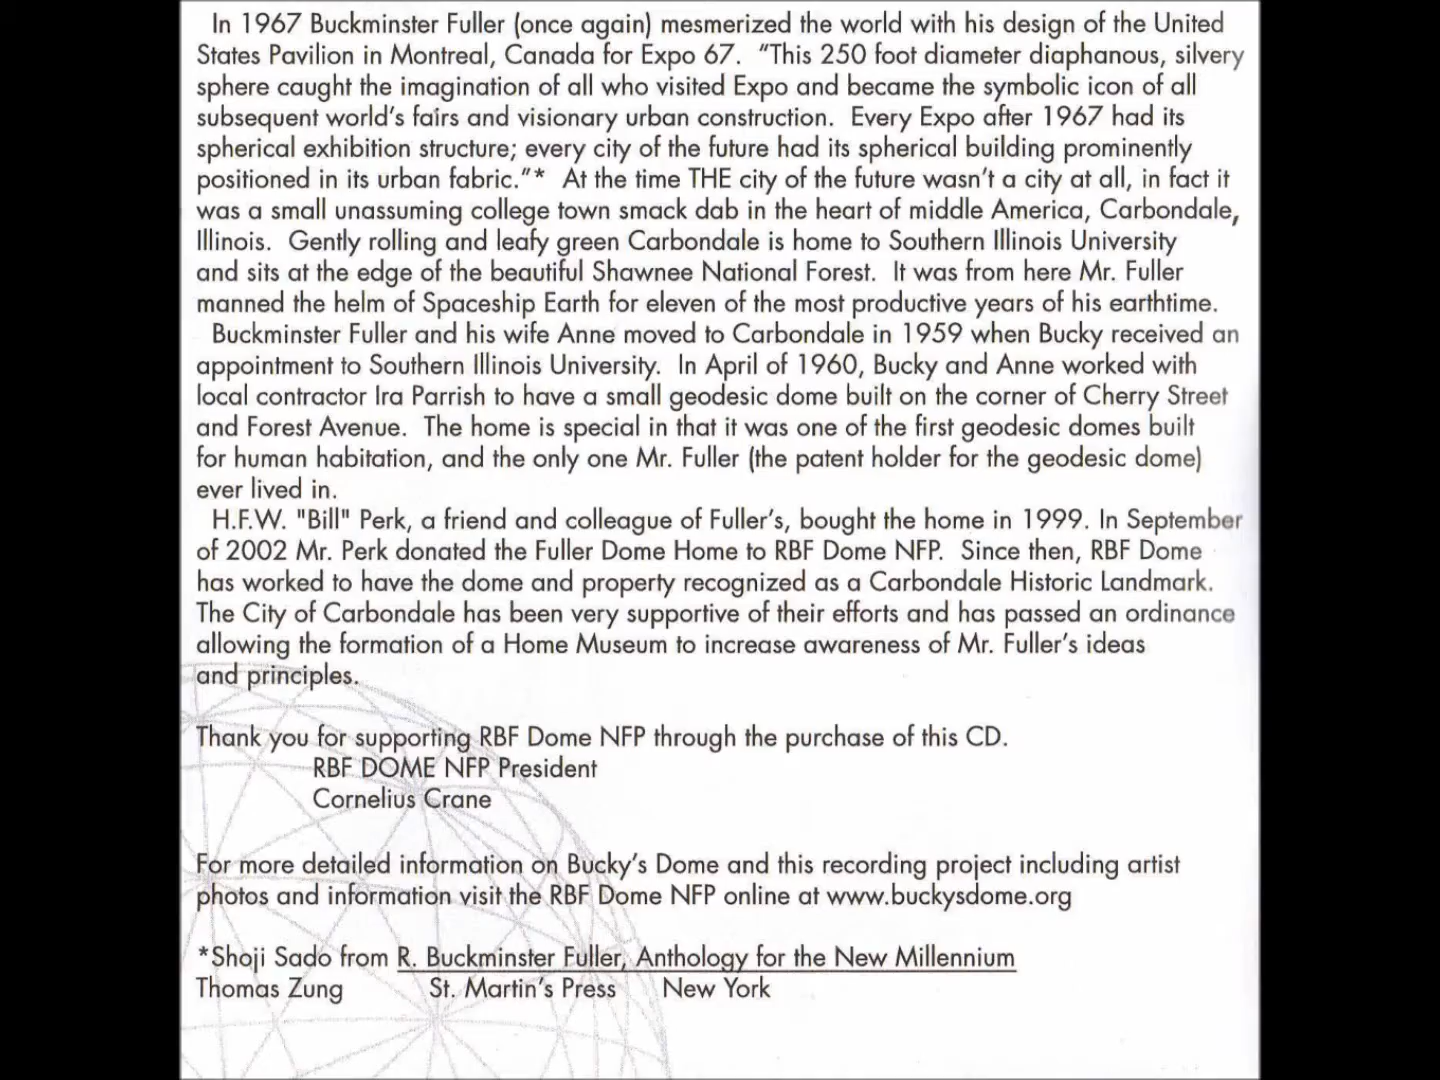 In 1967 Buckminster Fuller (once again) mesmerized the world with his design of the United
States Pavilion in Montreal, Canada for Expo 67. "This 250 foot diameter diaphanous, silvery
sphere caught the imagination of all who visited Expo and became the symbolic icon of all
subsequent world's fairs and visionary urban construction. Every Expo after 1967 had its
spherical exhibition structure; every city of the future had its spherical building prominently
positioned in its urban fabric."* At the time THE city of the future wasn't a city at all, in fact it
was a small unassuming college town smack dab in the heart of middle America, Carbondale,
Illinois. Gently rolling and leafy green Carbondale is home to Southern Illinois University
and sits at the edge of the beautiful Shawnee National Forest. It was from here Mr. Fuller
manned the helm of Spaceship Earth for eleven of the most productive years of his earthtime.
Buckminster Fuller and his wife Anne moved to Carbondale in 1959 when Bucky received an
appointment to Southern Illinois University. In April of 1960, Bucky and Anne worked with
local contractor Ira Parrish to have a small geodesic dome built on the corner of Cherry Street
and Forest Avenue. The home is special in that it was one of the first geodesic domes built
for human habitation, and the only one Mr. Fuller (the patent holder for the geodesic dome)
ever lived in.
H.F.W. "Bill" Perk, a friend and colleague of Fuller's, bought the home in 1999. In September
of 2002 Mr. Perk donated the Fuller Dome Home to RBF Dome NFP. Since then, RBF Dome
has worked to have the dome and property recognized as a Carbondale Historic Landmark.
The City of Carbondale has been very supportive of their efforts and has passed an ordinance
allowing the formation of a Home Museum to increase awareness of Mr. Fuller's ideas
and principles.
Thank you for supporting RBF Dome NFP through the purchase of this CD.
RBF DOME NFP President
Cornelius Crane
For more detailed information on Bucky's Dome and this recording project including artist
photos and information visit the RBF Dome NFP online at www.buckysdome.org
*Shoji Sado from R. Buckminster Fuller, Anthology for the New Millennium
Thomas Zung St. Martin's Press New York